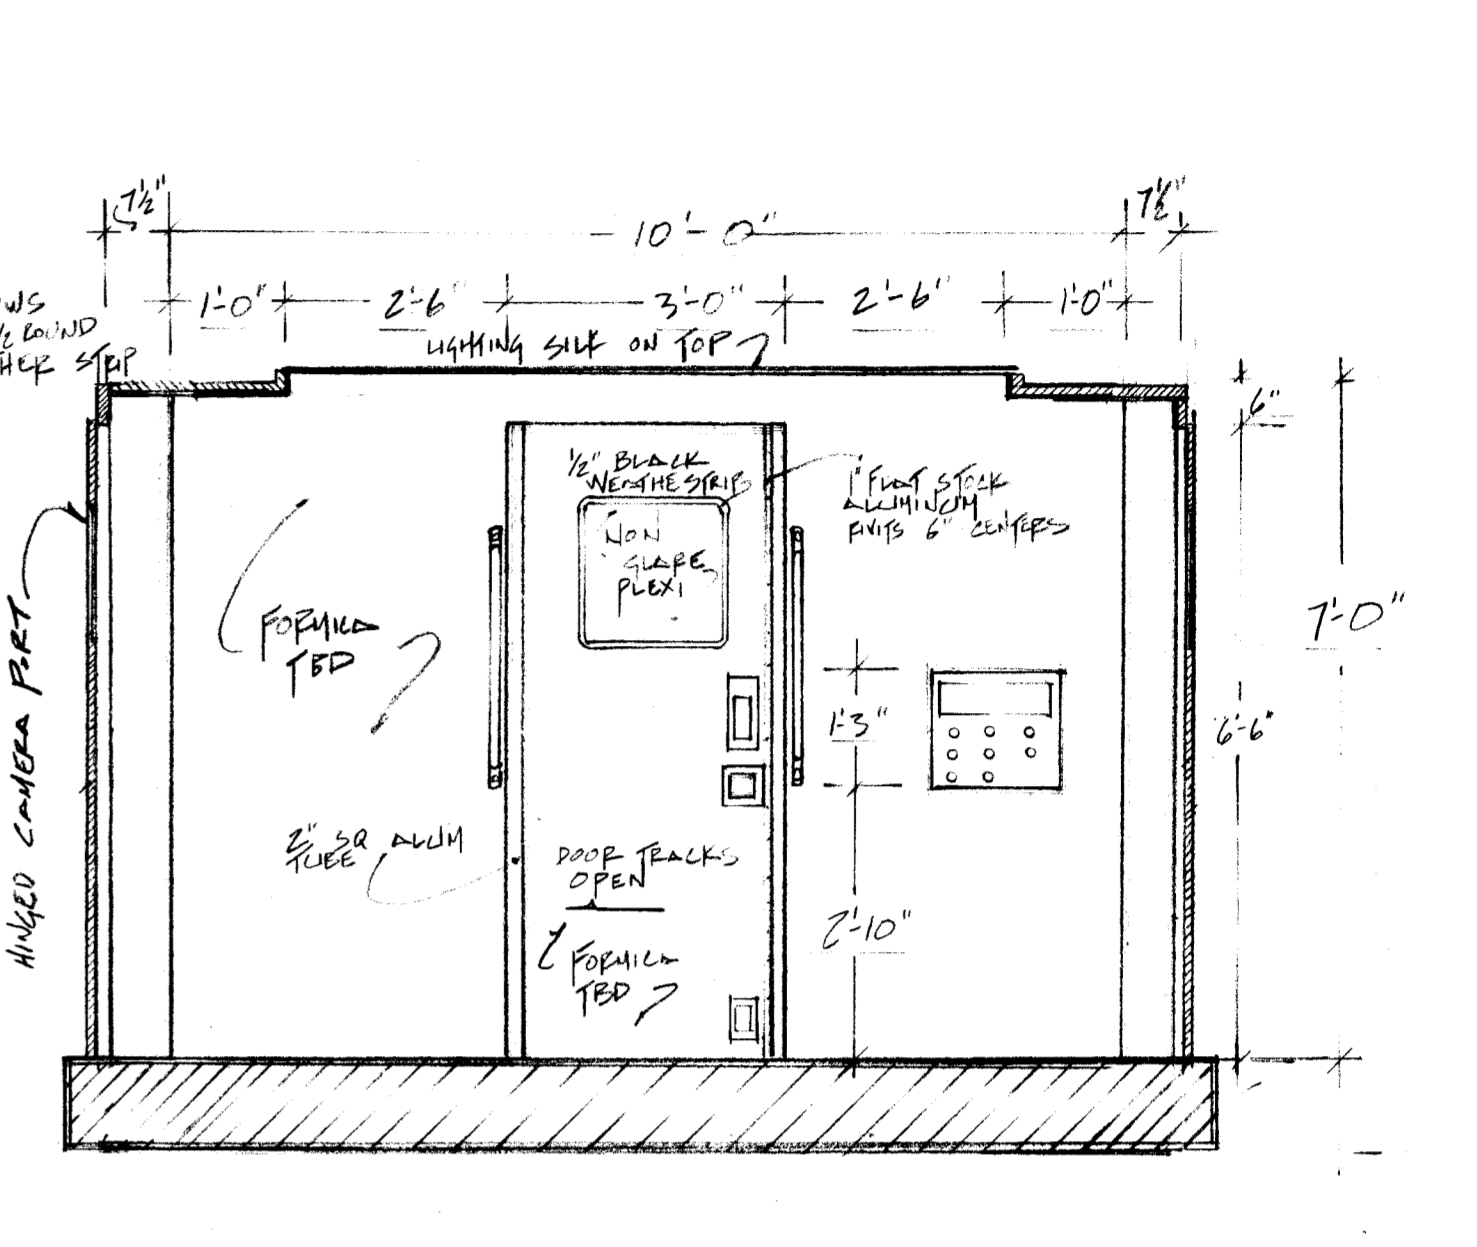 7½"
10'-0"
7½"
1'-0"
2'-6"
3'-0"
2'-6"
1'-0"
WS
½ ROUND
HER STRIP
LIGHTING SILK ON TOP
6"
½" BLACK
WEATHESTRIP
1" FLAT STOCK
ALUMINUM
RIVITS 6" CENTERS
NON
GLARE
PLEXI
7'-0"
FORMICA
TBD
HINGED CAMERA PORT
1'-3"
6'-6"
2" SQ ALUM
TUBE
DOOR TRACKS
OPEN
2'-10"
FORMICA
TBD